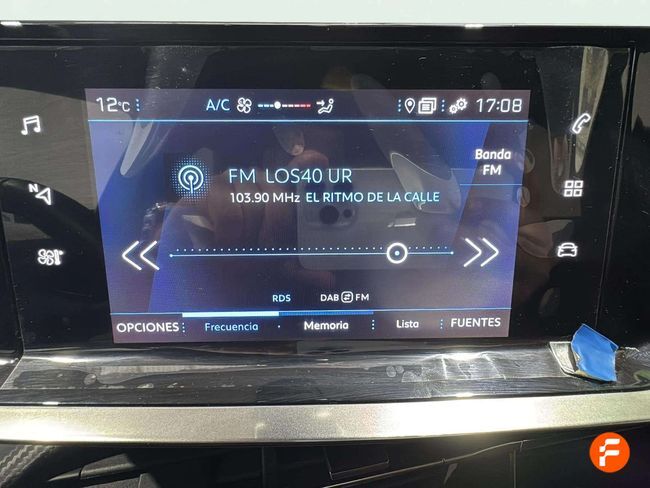 12°C A/C 17:08
Banda
FM
FM LOS40 UR
103.90 MHz EL RITMO DE LA CALLE
N
RDS DAB FM
OPCIONES Frecuencia Memoria Lista FUENTES